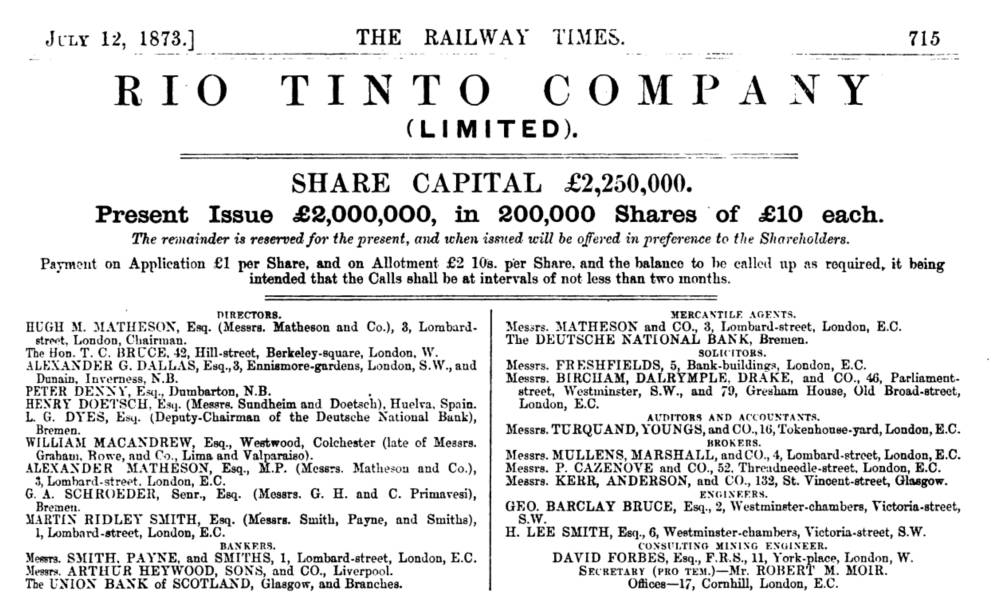 JULY 12, 1873.] THE RAILWAY TIMES. 715
RIO TINTO COMPANY
(LIMITED).
SHARE CAPITAL £2,250,000.
Present Issue £2,000,000, in 200,000 Shares of £10 each.
The remainder is reserved for the present, and when issued will be offered in preference to the Shareholders.
Payment on Application £1 per Share, and on Allotment £2 10s. per Share, and the balance to be called up as required, it being
intended that the Calls shall be at intervals of not less than two months.
DIRECTORS.
HUGH M. MATHESON, Esq. (Messrs. Matheson and Co.), 3, Lombard-
street, London, Chairman.
The Hon. T. C. BRUCE, 42, Hill-street, Berkeley-square, London, W.
ALEXANDER G. DALLAS, Esq., 3, Ennismore-gardens, London, S.W., and
Dunain, Inverness, N.B.
PETER DENNY, Esq., Dumbarton, N.B.
HENRY DOETSCH, Esq. (Messrs. Sundheim and Doetsch), Huelva, Spain.
L. G. DYES, Esq. (Deputy-Chairman of the Deutsche National Bank),
Bremen.
WILLIAM MACANDREW, Esq., Westwood, Colchester (late of Messrs.
Graham, Rowe, and Co., Lima and Valparaiso).
ALEXANDER MATHESON, Esq., M.P. (Messrs. Matheson and Co.),
3, Lombard-street, London, E.C.
G. A. SCHROEDER, Senr., Esq. (Messrs. G. H. and C. Primavesi),
Bremen.
MARTIN RIDLEY SMITH, Esq. (Messrs. Smith, Payne, and Smiths),
1, Lombard-street, London, E.C.
BANKERS.
Messrs. SMITH, PAYNE, and SMITHS, 1, Lombard-street, London, E.C.
Messrs. ARTHUR HEYWOOD, SONS, and CO., Liverpool.
The UNION BANK of SCOTLAND, Glasgow, and Branches.
MERCANTILE AGENTS.
Messrs. MATHESON and CO., 3, Lombard-street, London, E.C.
The DEUTSCHE NATIONAL BANK, Bremen.
SOLICITORS.
Messrs. FRESHFIELDS, 5, Bank-buildings, London, E.C.
Messrs. BIRCHAM, DALRYMPLE, DRAKE, and CO., 46, Parliament-
street, Westminster, S.W., and 79, Gresham House, Old Broad-street,
London, E.C.
AUDITORS AND ACCOUNTANTS.
Messrs. TURQUAND, YOUNGS, and CO., 16, Tokenhouse-yard, London, E.C.
BROKERS.
Messrs. MULLENS, MARSHALL, and CO., 4, Lombard-street, London, E.C.
Messrs. P. CAZENOVE and CO., 52, Threadneedle-street, London, E.C.
Messrs. KERR, ANDERSON, and CO., 132, St. Vincent-street, Glasgow.
ENGINEERS.
GEO. BARCLAY BRUCE, Esq., 2, Westminster-chambers, Victoria-street,
S.W.
H. LEE SMITH, Esq., 6, Westminster-chambers, Victoria-street, S.W.
CONSULTING MINING ENGINEER.
DAVID FORBES, Esq., F.R.S., 11, York-place, London, W.
SECRETARY (PRO TEM.)—Mr. ROBERT M. MOIR.
Offices—17, Cornhill, London, E.C.